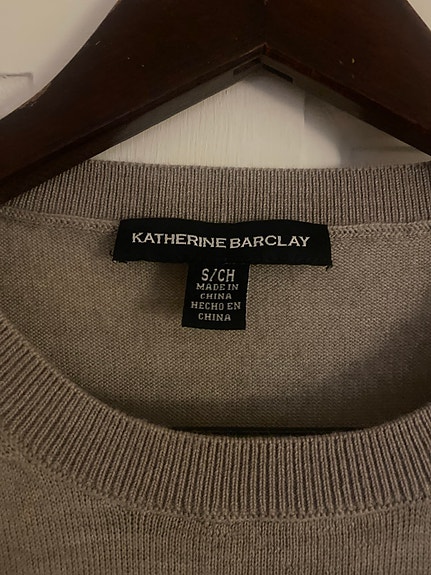 KATHERINE BARCLAY
S/CH
MADE IN
CHINA
HECHO EN
CHINA